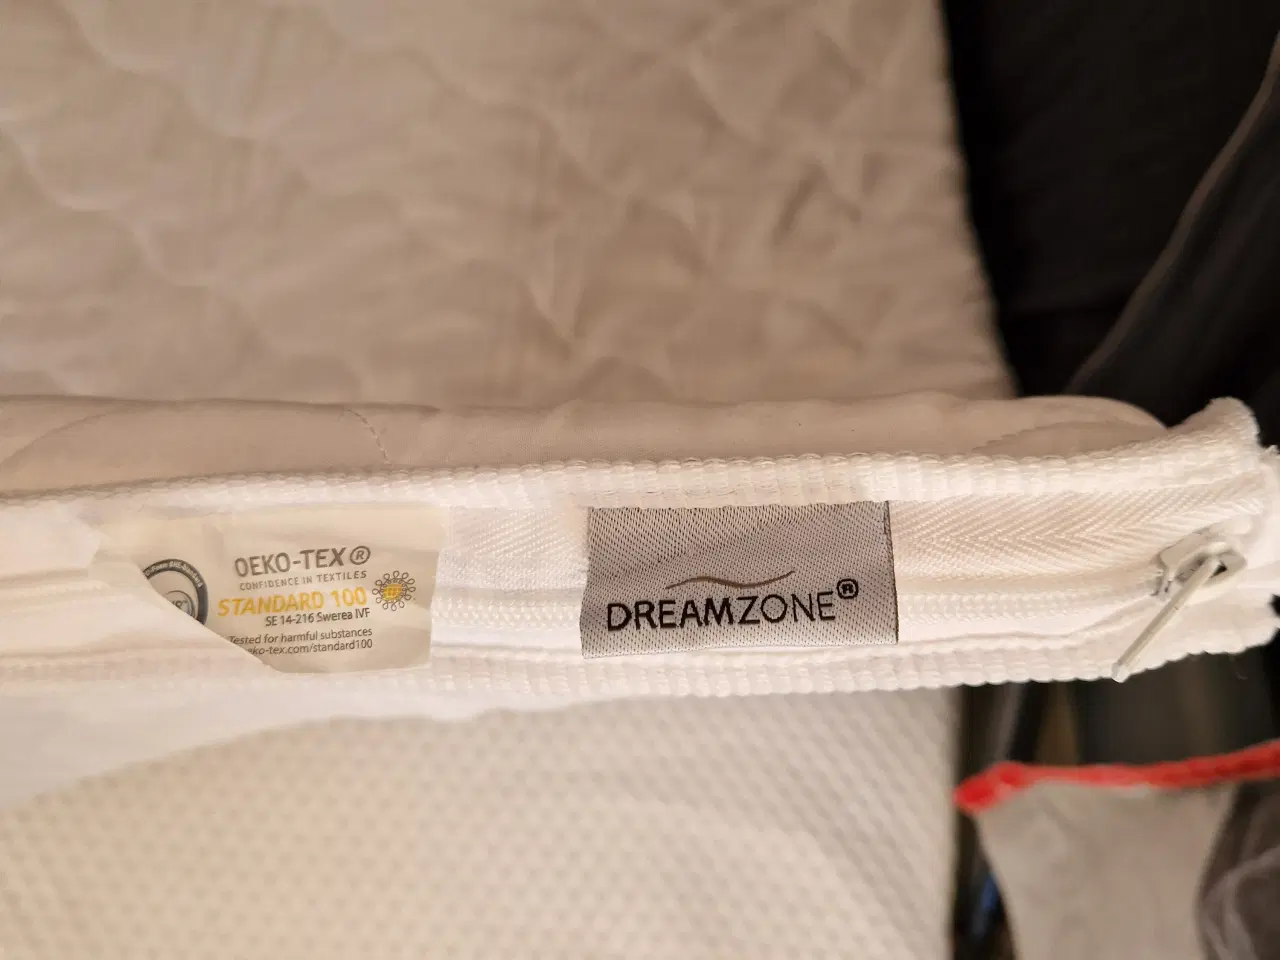 OEKO-TEX®
CONFIDENCE IN TEXTILES
STANDARD 100
SE 14-216 Swerea IVF
Tested for harmful substances
eko-tex.com/standard100
DREAMZONE®